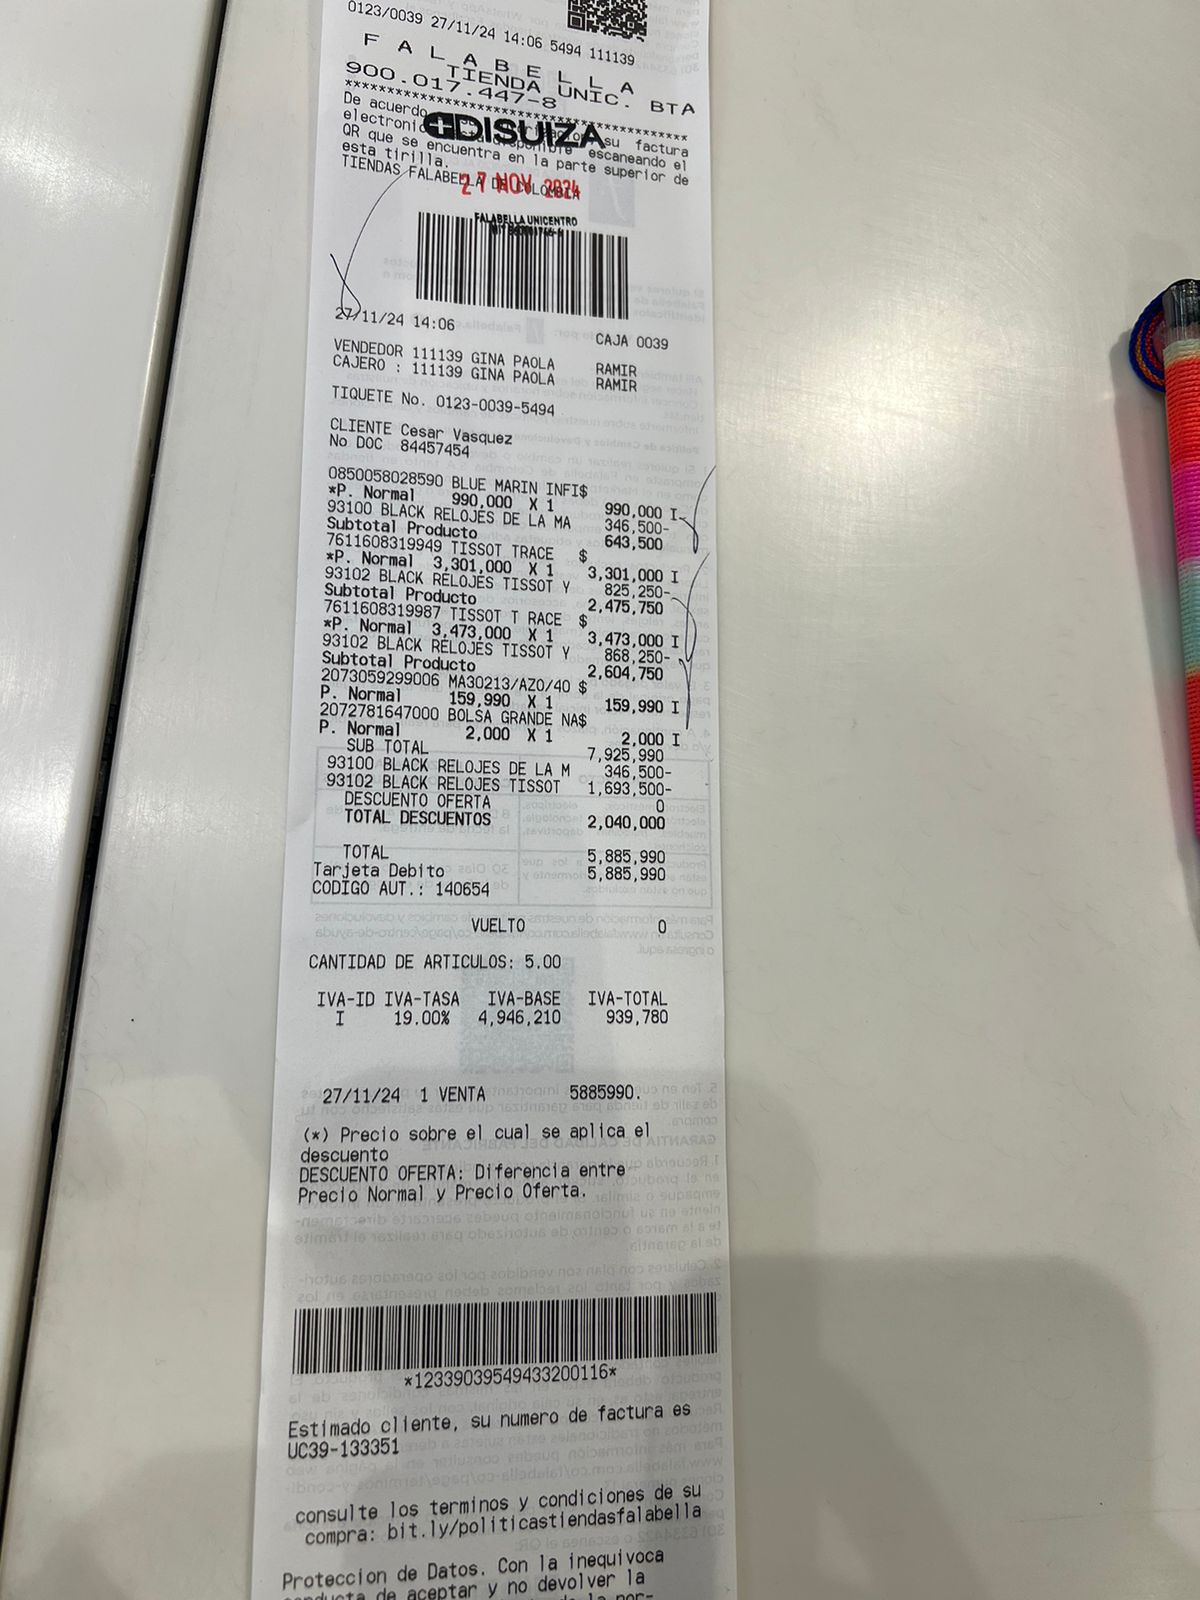 0123/0039 27/11/24 14:06 5494 111139
F A L A B E L L A
TIENDA UNIC. BTA
900.017.447-8
****************************************
De acuerdo su factura
electronic escaneando el
QR que se encuentra en la parte superior de
esta tirilla.
TIENDAS FALABELLA DE COLOMBIA
DISUIZA
27 NOV 2024
FALABELLA UNICENTRO
27/11/24 14:06 CAJA 0039
VENDEDOR 111139 GINA PAOLA RAMIR
CAJERO : 111139 GINA PAOLA RAMIR
TIQUETE No. 0123-0039-5494
CLIENTE Cesar Vasquez
No DOC 84457454
0850058028590 BLUE MARIN INFI$
*P. Normal 990,000 X 1 990,000 I
93100 BLACK RELOJES DE LA MA 346,500-
Subtotal Producto 643,500
7611608319949 TISSOT TRACE $
*P. Normal 3,301,000 X 1 3,301,000 I
93102 BLACK RELOJES TISSOT Y 825,250-
Subtotal Producto 2,475,750
7611608319987 TISSOT T RACE $
*P. Normal 3,473,000 X 1 3,473,000 I
93102 BLACK RELOJES TISSOT Y 868,250-
Subtotal Producto 2,604,750
2073059299006 MA30213/AZO/40 $
P. Normal 159,990 X 1 159,990 I
2072781647000 BOLSA GRANDE NA$
P. Normal 2,000 X 1 2,000 I
SUB TOTAL 7,925,990
93100 BLACK RELOJES DE LA M 346,500-
93102 BLACK RELOJES TISSOT 1,693,500-
DESCUENTO OFERTA 0
TOTAL DESCUENTOS 2,040,000
TOTAL 5,885,990
Tarjeta Debito 5,885,990
CODIGO AUT.: 140654
VUELTO 0
CANTIDAD DE ARTICULOS: 5.00
IVA-ID IVA-TASA IVA-BASE IVA-TOTAL
I 19.00% 4,946,210 939,780
27/11/24 1 VENTA 5885990.
(*) Precio sobre el cual se aplica el
descuento
DESCUENTO OFERTA: Diferencia entre
Precio Normal y Precio Oferta.
*12339039549433200116*
Estimado cliente, su numero de factura es
UC39-133351
consulte los terminos y condiciones de su
compra: bit.ly/politicastiendasfalabella
Proteccion de Datos. Con la inequivoca
conducta de aceptar y no devolver la